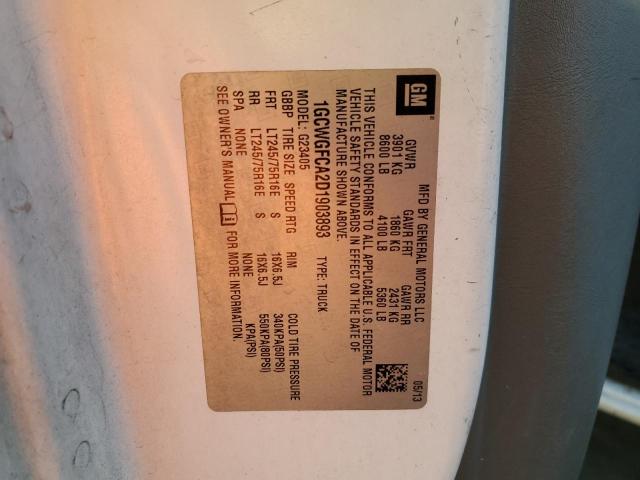 GM
MFD BY GENERAL MOTORS LLC
05/13
GVWR GAWR FRT GAWR RR
3901 KG 1860 KG 2431 KG
8600 LB 4100 LB 5360 LB
THIS VEHICLE CONFORMS TO ALL APPLICABLE U.S. FEDERAL MOTOR
VEHICLE SAFETY STANDARDS IN EFFECT ON THE DATE OF
MANUFACTURE SHOWN ABOVE.
1GCWGFCA2D1903893 TYPE: TRUCK
MODEL: G23405
GBBP TIRE SIZE SPEED RTG RIM COLD TIRE PRESSURE
FRT LT245/75R16E S 16X6.5J 340KPA(50PSI)
RR LT245/75R16E S 16X6.5J 550KPA(80PSI)
SPA NONE NONE KPA(PSI)
SEE OWNER'S MANUAL i FOR MORE INFORMATION.